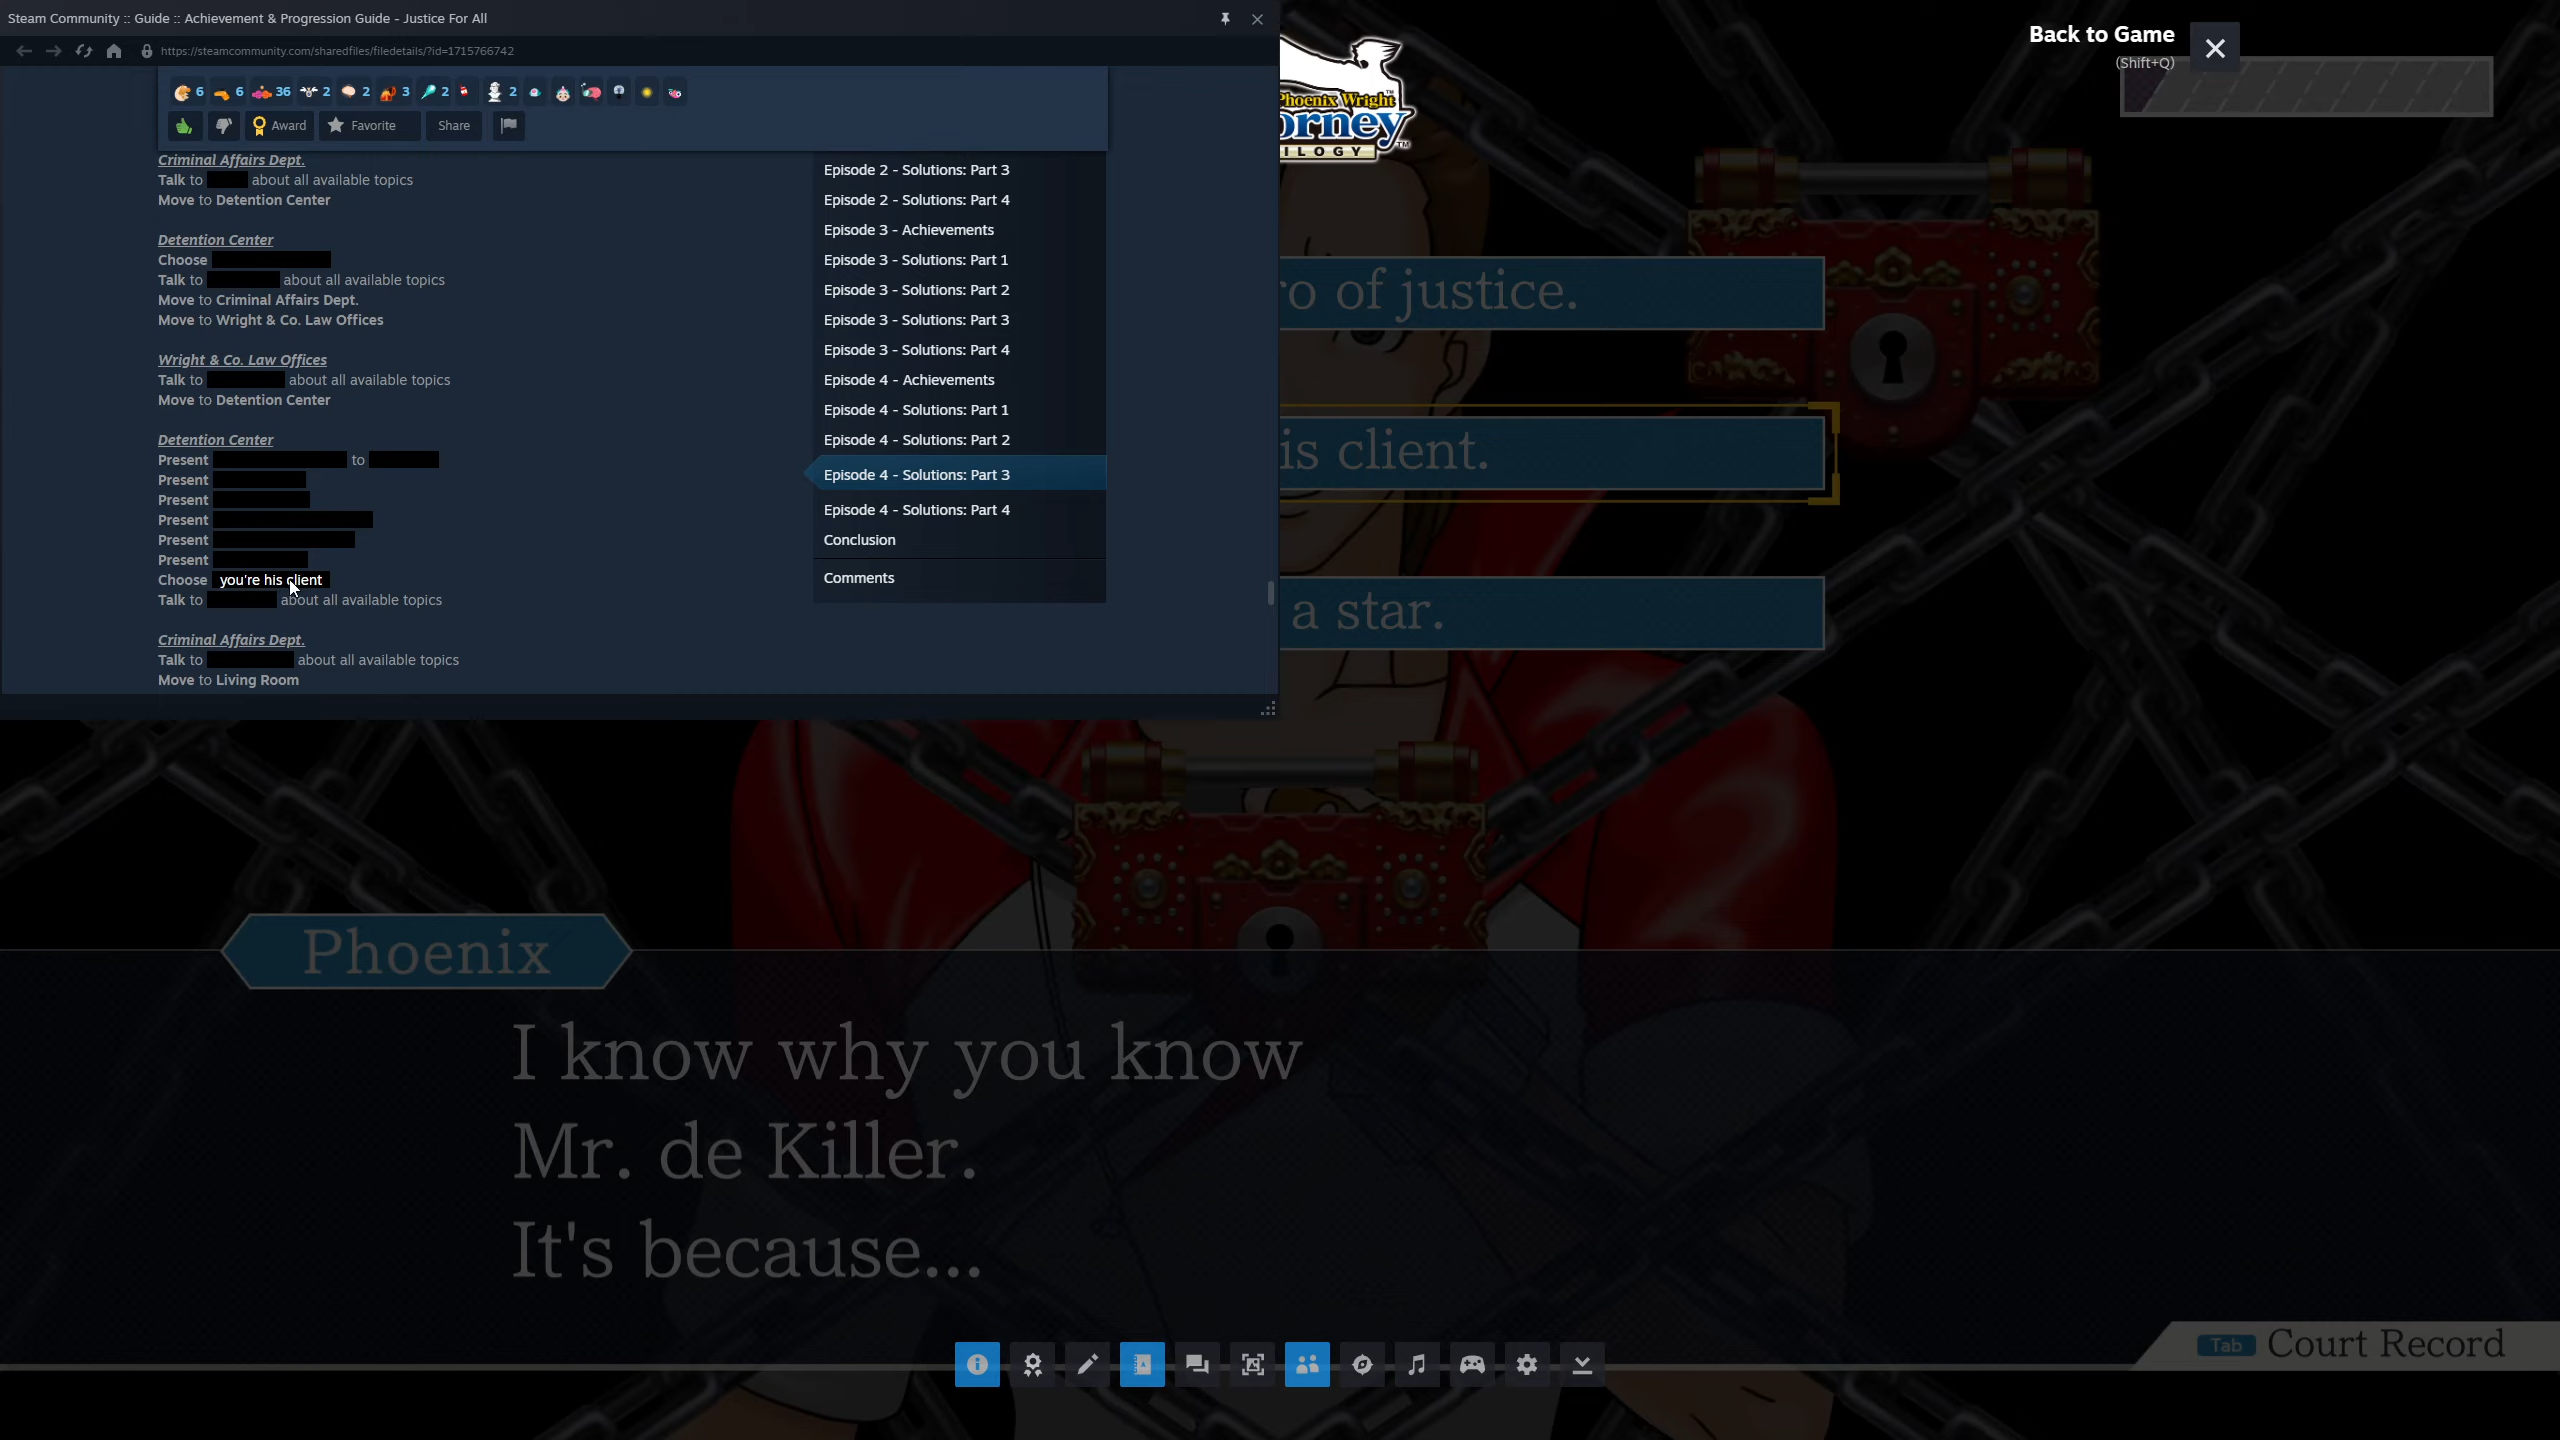 Steam Community :: Guide :: Achievement & Progression Guide - Justice For All
https://steamcommunity.com/sharedfiles/filedetails/?id=1715766742
Back to Game
(Shift+Q)
6 6 36 2 2 3 2 2
Award
Favorite
Share
Criminal Affairs Dept.
Talk to about all available topics
Move to Detention Center
Detention Center
Choose
Talk to about all available topics
Move to Criminal Affairs Dept.
Move to Wright & Co. Law Offices
Wright & Co. Law Offices
Talk to about all available topics
Move to Detention Center
Detention Center
Present to
Present
Present
Present
Present
Present
Choose you're his client
Talk to about all available topics
Criminal Affairs Dept.
Talk to about all available topics
Move to Living Room
Episode 2 - Solutions: Part 3
Episode 2 - Solutions: Part 4
Episode 3 - Achievements
Episode 3 - Solutions: Part 1
Episode 3 - Solutions: Part 2
Episode 3 - Solutions: Part 3
Episode 3 - Solutions: Part 4
Episode 4 - Achievements
Episode 4 - Solutions: Part 1
Episode 4 - Solutions: Part 2
Episode 4 - Solutions: Part 3
Episode 4 - Solutions: Part 4
Conclusion
Comments
Phoenix Wright™
orney
ILOGY™
ro of justice.
is client.
a star.
Phoenix
I know why you know
Mr. de Killer.
It's because...
Tab Court Record